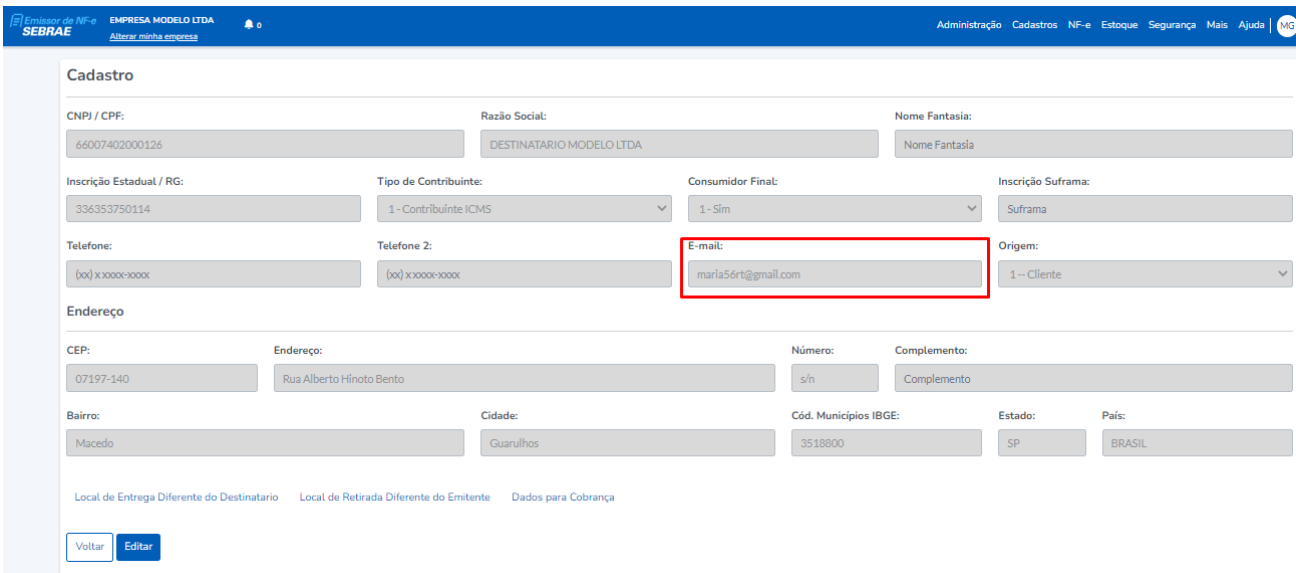 Emissor de NF-e
SEBRAE
EMPRESA MODELO LTDA
Alterar minha empresa
0
Administração Cadastros NF-e Estoque Segurança Mais Ajuda MG
Cadastro
CNPJ / CPF: Razão Social: Nome Fantasia:
66007402000126 DESTINATARIO MODELO LTDA Nome Fantasia
Inscrição Estadual / RG: Tipo de Contribuinte: Consumidor Final: Inscrição Suframa:
336353750114 1 - Contribuinte ICMS 1 - Sim Suframa
Telefone: Telefone 2: E-mail: Origem:
(xx) x xxxx-xxxx (xx) x xxxx-xxxx maria56rt@gmail.com 1 -- Cliente
Endereço
CEP: Endereço: Número: Complemento:
07197-140 Rua Alberto Hinoto Bento s/n Complemento
Bairro: Cidade: Cód. Municípios IBGE: Estado: País:
Macedo Guarulhos 3518800 SP BRASIL
Local de Entrega Diferente do Destinatario Local de Retirada Diferente do Emitente Dados para Cobrança
Voltar Editar